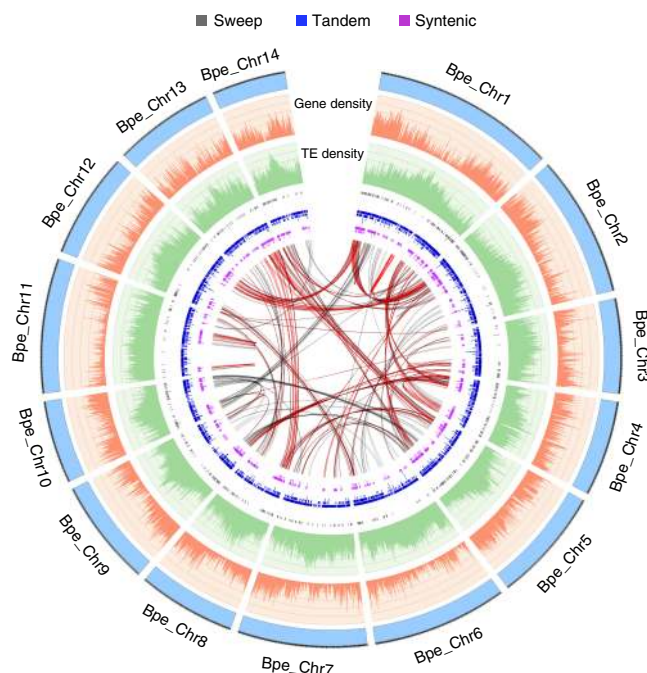 Sweep Tandem Syntenic
Gene density
TE density
Bpe_Chr1
Bpe_Chr2
Bpe_Chr3
Bpe_Chr4
Bpe_Chr5
Bpe_Chr6
Bpe_Chr7
Bpe_Chr8
Bpe_Chr9
Bpe_Chr10
Bpe_Chr11
Bpe_Chr12
Bpe_Chr13
Bpe_Chr14